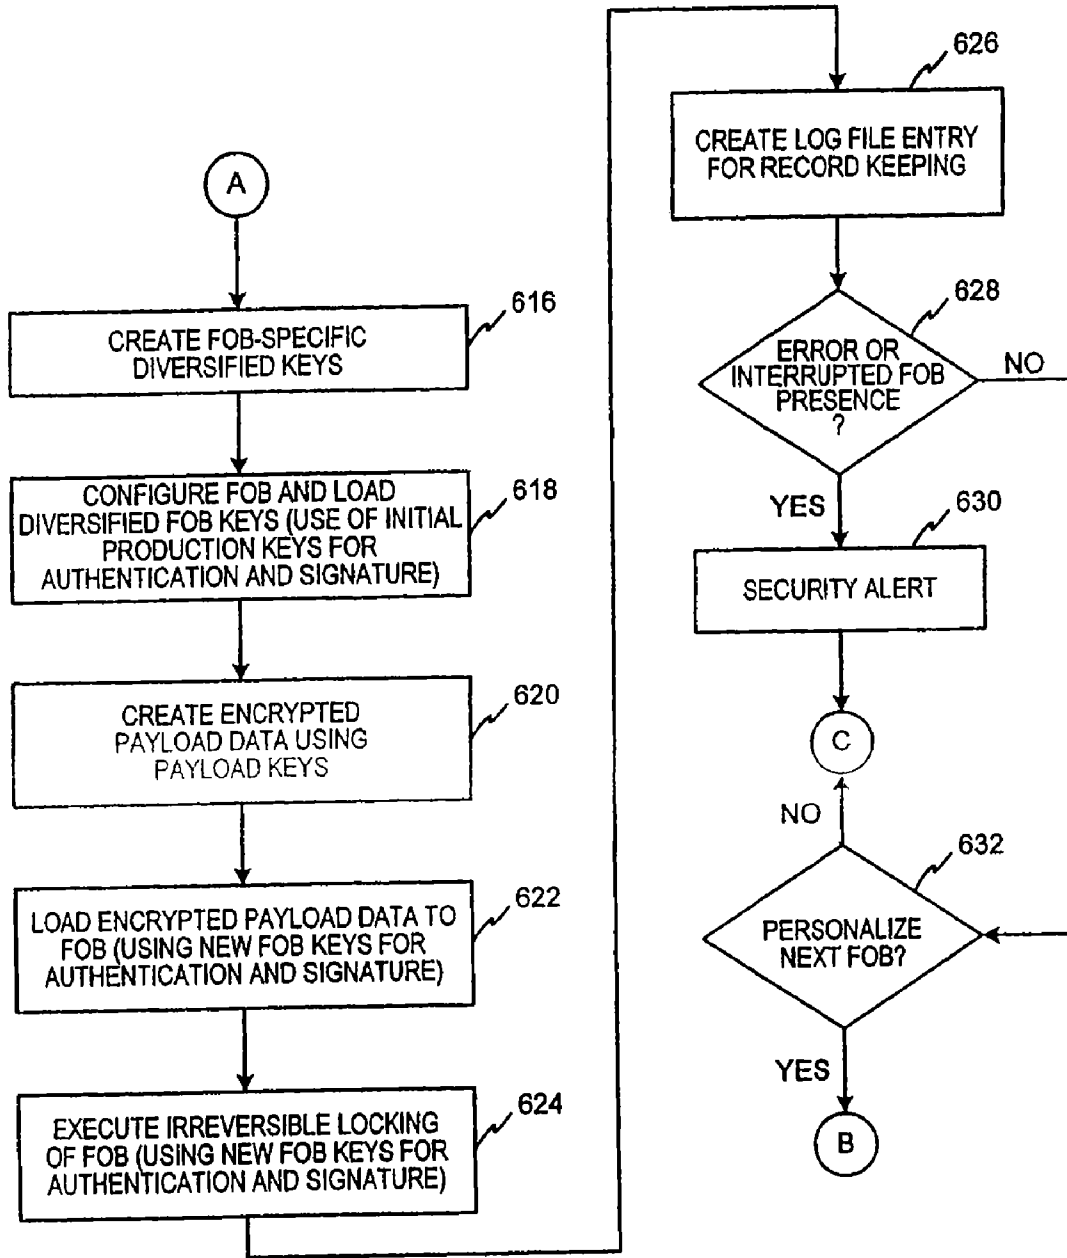 A
616
CREATE FOB-SPECIFIC
DIVERSIFIED KEYS
618
CONFIGURE FOB AND LOAD
DIVERSIFIED FOB KEYS (USE OF INITIAL
PRODUCTION KEYS FOR
AUTHENTICATION AND SIGNATURE)
620
CREATE ENCRYPTED
PAYLOAD DATA USING
PAYLOAD KEYS
622
LOAD ENCRYPTED PAYLOAD DATA TO
FOB (USING NEW FOB KEYS FOR
AUTHENTICATION AND SIGNATURE)
624
EXECUTE IRREVERSIBLE LOCKING
OF FOB (USING NEW FOB KEYS FOR
AUTHENTICATION AND SIGNATURE)
626
CREATE LOG FILE ENTRY
FOR RECORD KEEPING
628
ERROR OR
INTERRUPTED FOB
PRESENCE
?
NO
YES
630
SECURITY ALERT
C
NO
632
PERSONALIZE
NEXT FOB?
YES
B